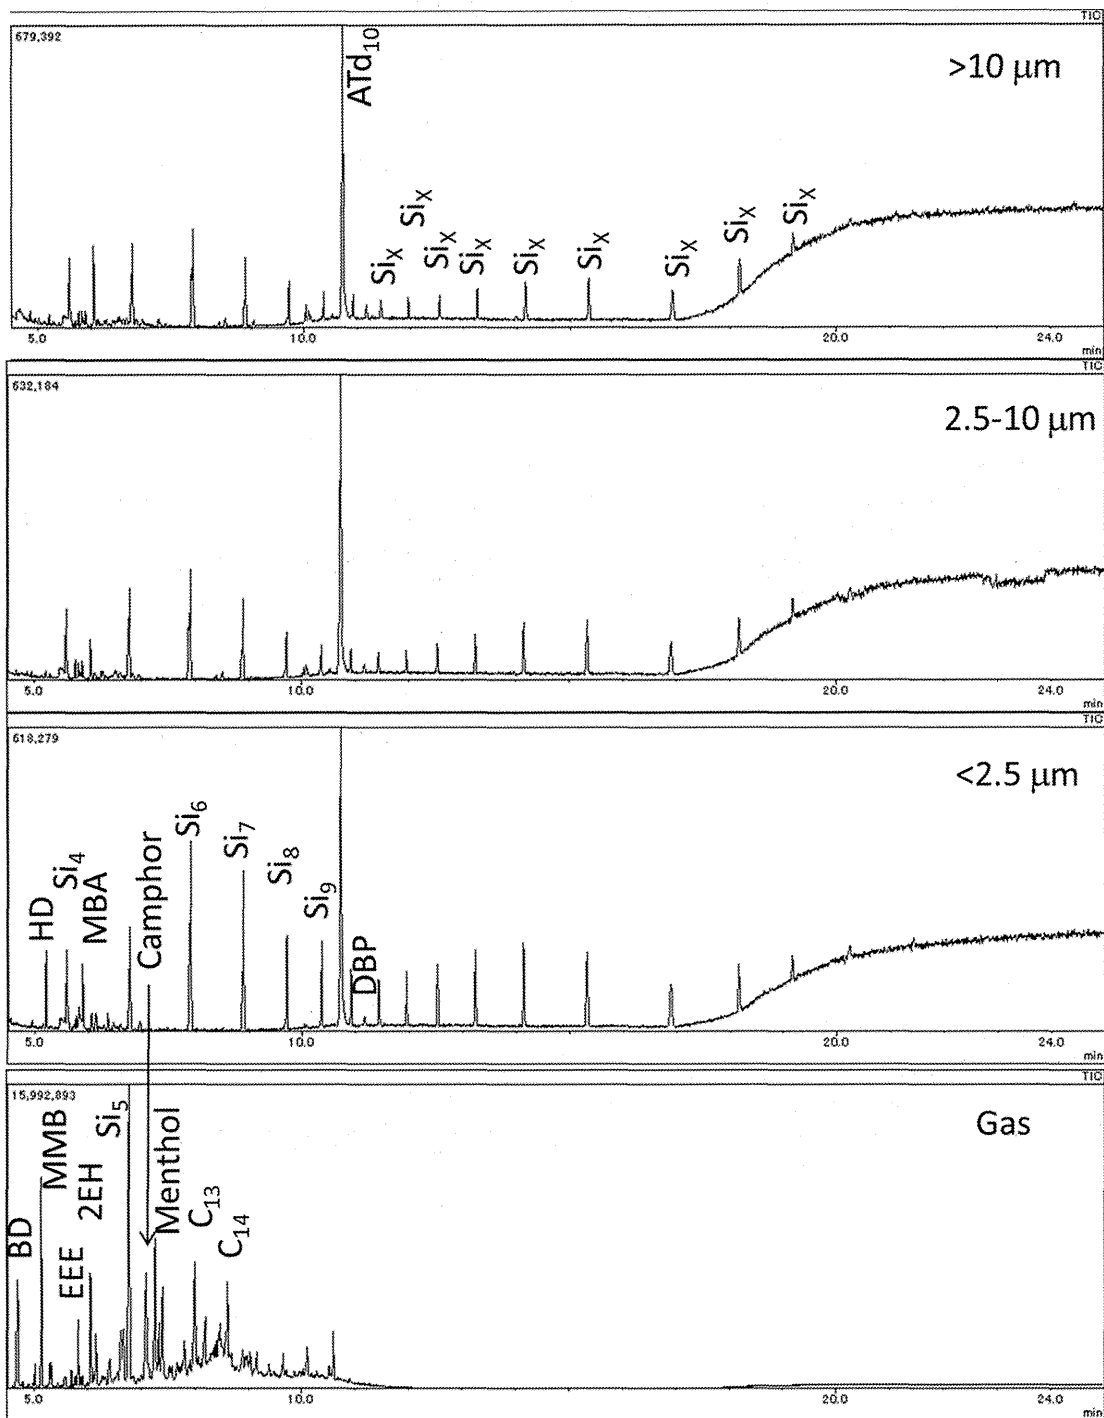 TIC
679,392
ATd10
>10 μm
SiX
SiX
SiX
SiX
SiX
SiX
SiX
SiX
SiX
5.0 10.0 20.0 24.0
min
TIC
632,184
2.5-10 μm
5.0 10.0 20.0 24.0
min
TIC
618,279
<2.5 μm
HD
Si4
MBA
Camphor
Si6
Si7
Si8
Si9
DBP
5.0 10.0 20.0 24.0
min
TIC
15,992,893
Gas
BD
MMB
EEE
2EH
Si5
Menthol
C13
C14
5.0 10.0 20.0 24.0
min